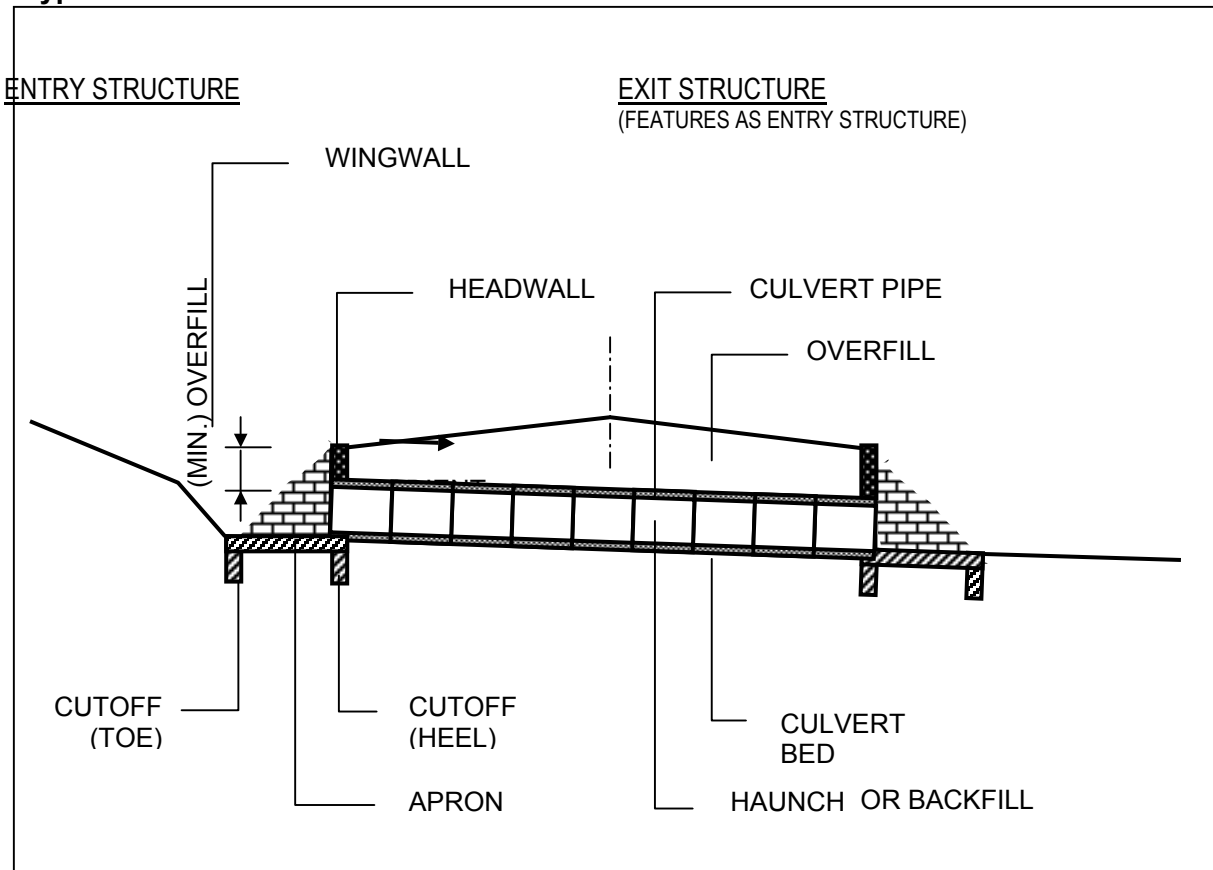 ENTRY STRUCTURE
EXIT STRUCTURE
(FEATURES AS ENTRY STRUCTURE)
WINGWALL
(MIN.) OVERFILL
HEADWALL
CULVERT PIPE
OVERFILL
CUTOFF
(TOE)
CUTOFF
(HEEL)
CULVERT
BED
APRON
HAUNCH OR BACKFILL